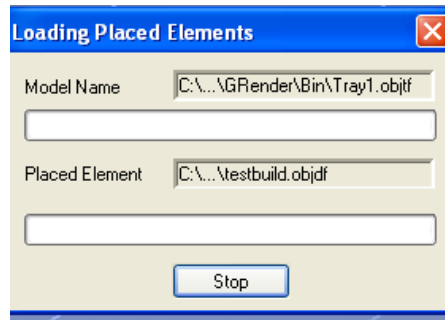 Loading Placed Elements
Model Name C:\...\GRender\Bin\Tray1.objtf
Placed Element C:\...\testbuild.objdf
Stop